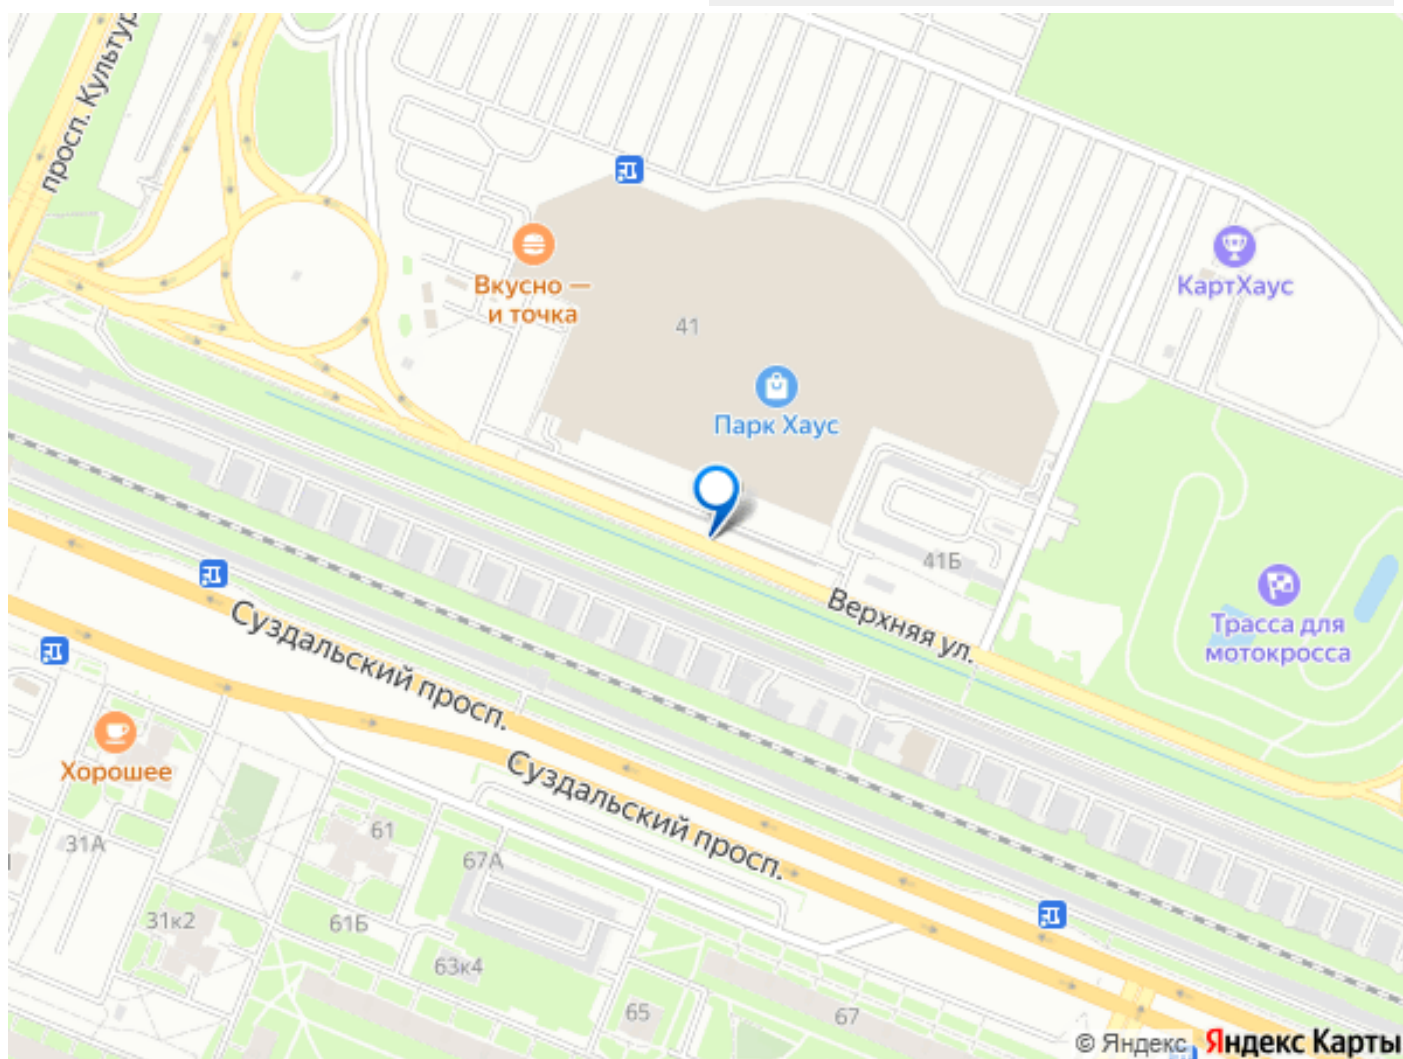 просп. Культур
Вкусно —
и точка
41
Парк Хаус
КартХаус
41Б
Верхняя ул.
Трасса для
мотокросса
Суздальский просп.
Суздальский просп.
Хорошее
31А
61
67А
31к2
61Б
63к4
65
67
© Яндекс Яндекс Карты